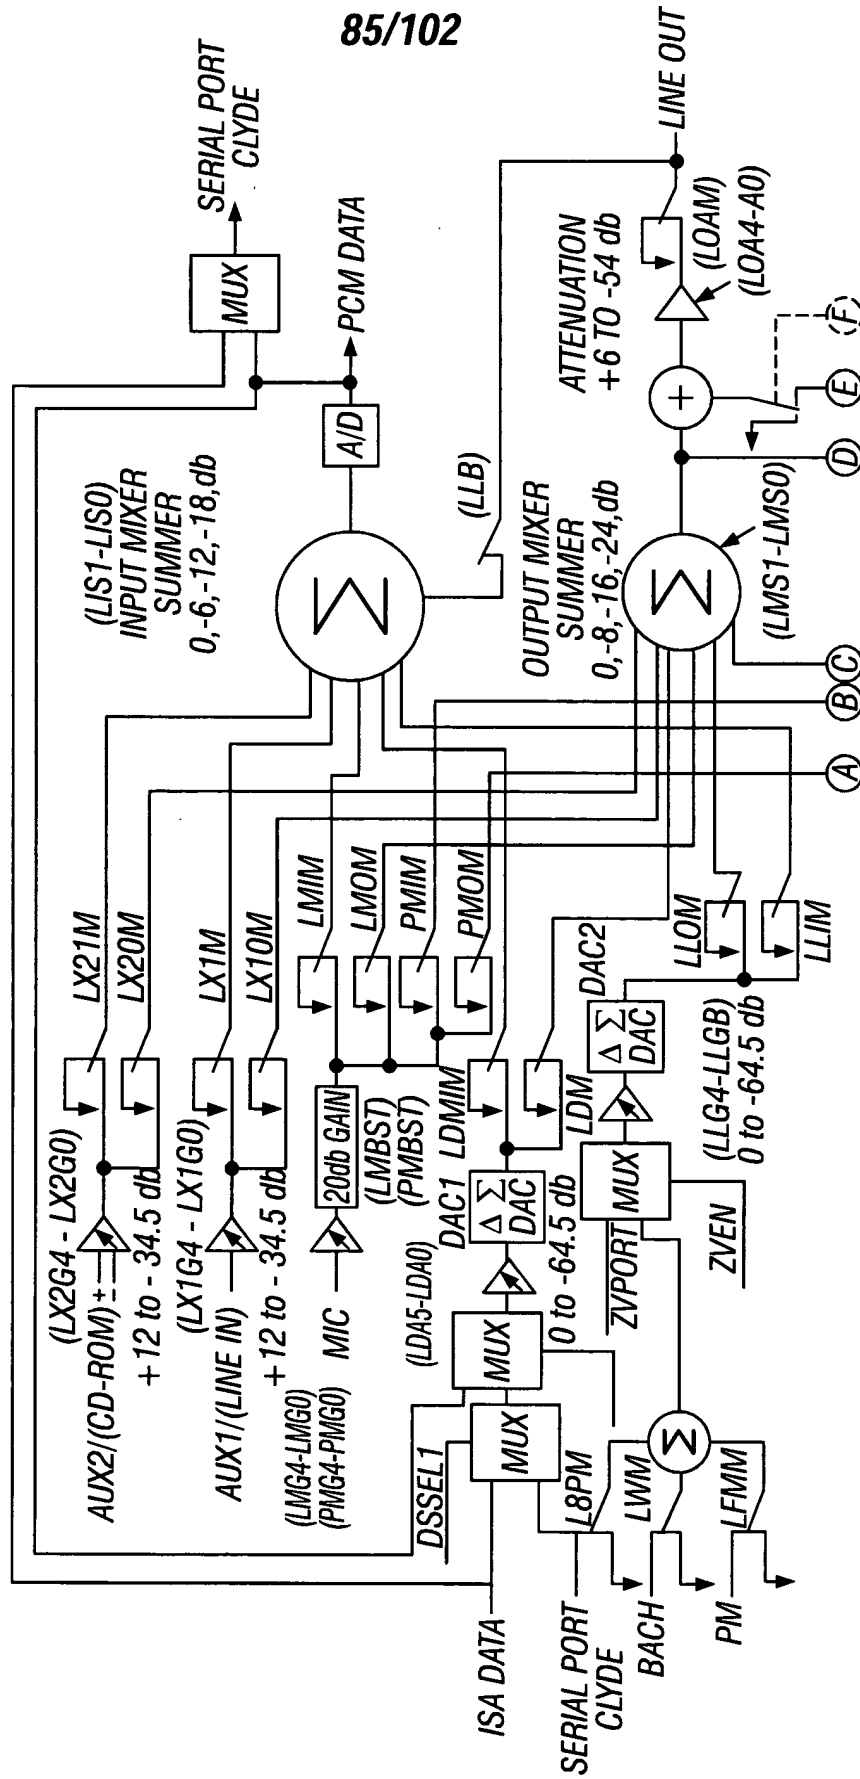 85/102
SERIAL PORT
CLYDE
MUX
PCM DATA
A/D
(LIS1-LIS0)
INPUT MIXER
SUMMER
0,-6,-12,-18,db
Σ
(LLB)
LINE OUT
ATTENUATION
+6 TO -54 db
(LOAM)
(LOA4-A0)
+
(F)
E
D
OUTPUT MIXER
SUMMER
0,-8,-16,-24,db
Σ
(LMS1-LMS0)
C
B
A
LX21M
LX20M
LX1M
LX10M
LMIM
LMOM
PMIM
PMOM
(LX2G4 - LX2G0)
AUX2/(CD-ROM)
+
-
+12 to - 34.5 db
(LX1G4 - LX1G0)
AUX1/(LINE IN)
+12 to - 34.5 db
(LMG4-LMG0)
(PMG4-PMG0)
MIC
20db GAIN
(LMBST)
(PMBST)
(LDA5-LDA0)
DAC1
Δ Σ
DAC
LDMIM
LDM
0 to -64.5 db
MUX
DSSEL1
MUX
ISA DATA
DAC2
Δ Σ
DAC
LLOM
LLIM
(LLG4-LLGB)
0 to -64.5 db
MUX
ZVPORT
ZVEN
SERIAL PORT
CLYDE
L8PM
BACH
LWM
PM
LFMM
Σ